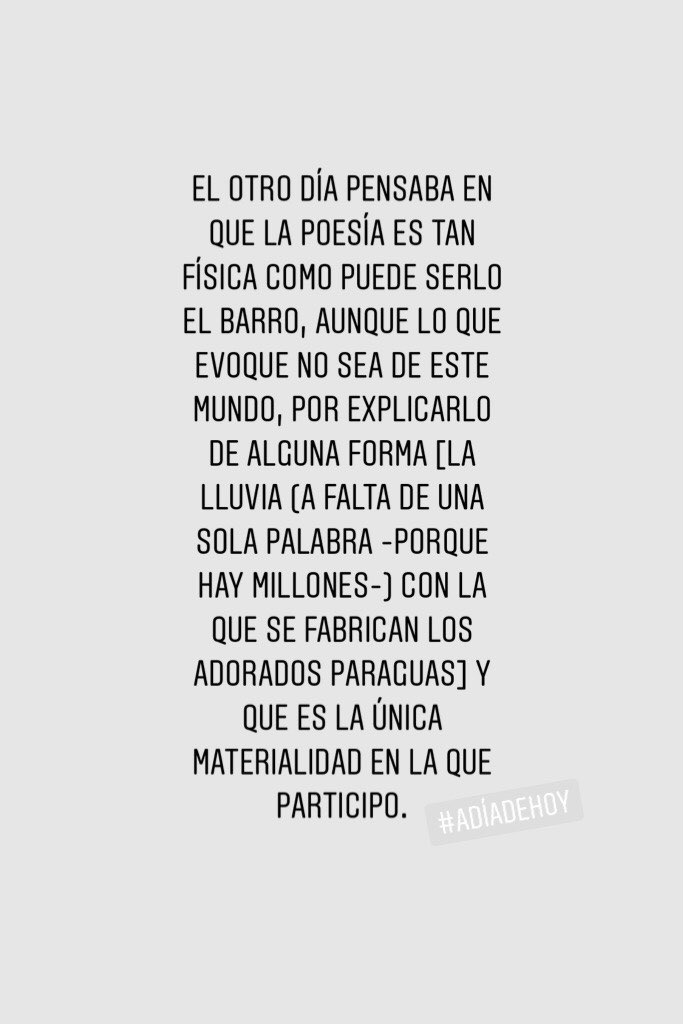 EL OTRO DÍA PENSABA EN
QUE LA POESÍA ES TAN
FÍSICA COMO PUEDE SERLO
EL BARRO, AUNQUE LO QUE
EVOQUE NO SEA DE ESTE
MUNDO, POR EXPLICARLO
DE ALGUNA FORMA [LA
LLUVIA (A FALTA DE UNA
SOLA PALABRA -PORQUE
HAY MILLONES-) CON LA
QUE SE FABRICAN LOS
ADORADOS PARAGUAS] Y
QUE ES LA ÚNICA
MATERIALIDAD EN LA QUE
PARTICIPO.
#ADÍADEHOY